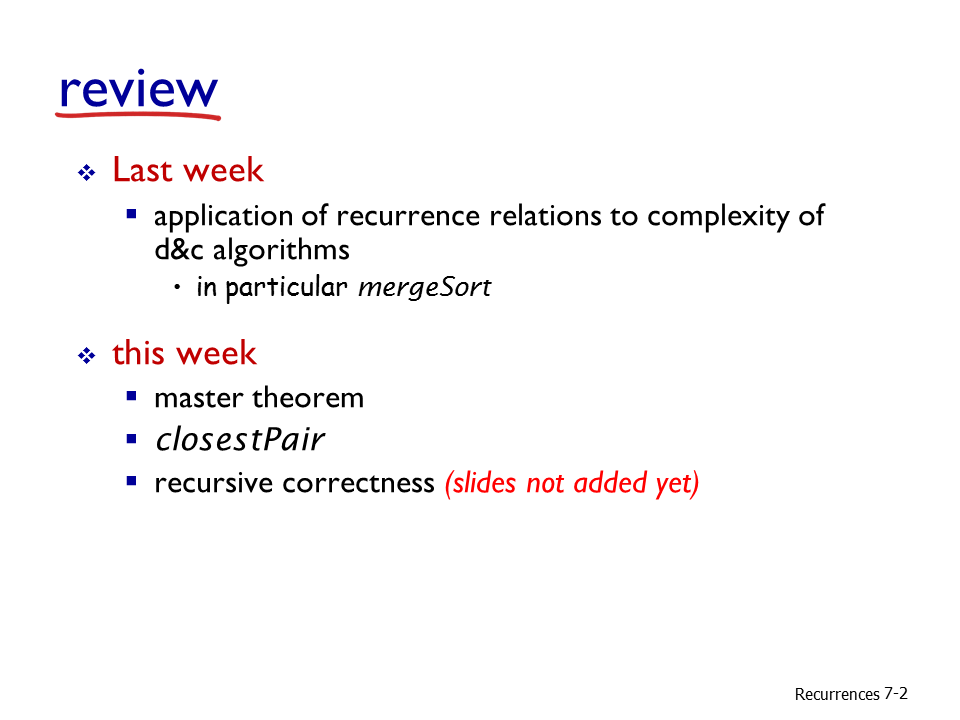 review
Last week
application of recurrence relations to complexity of
d&c algorithms
in particular mergeSort
this week
master theorem
closestPair
recursive correctness (slides not added yet)
Recurrences 7-2